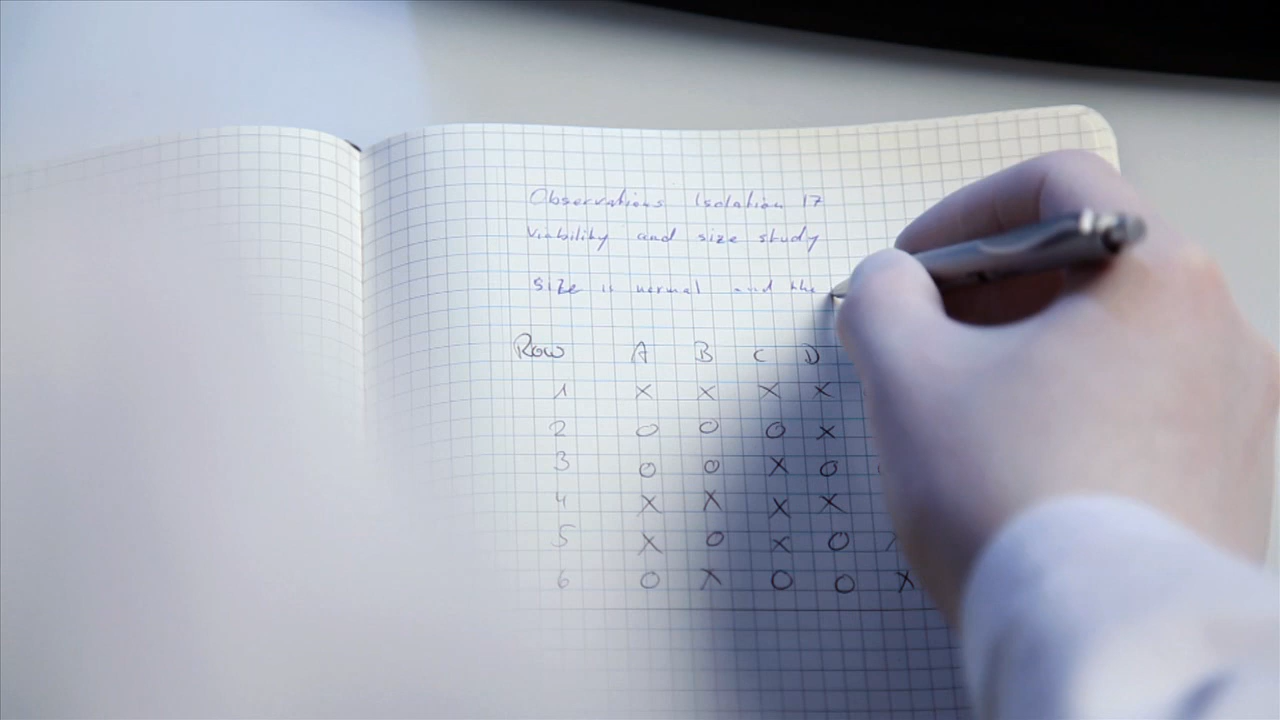 Observations Isolation 17
Viability and size study
size is normal and the
Row A B C D
1 X X X X
2 O O O X
3 O O X O
4 X X X X
5 X O X O
6 O X O O X